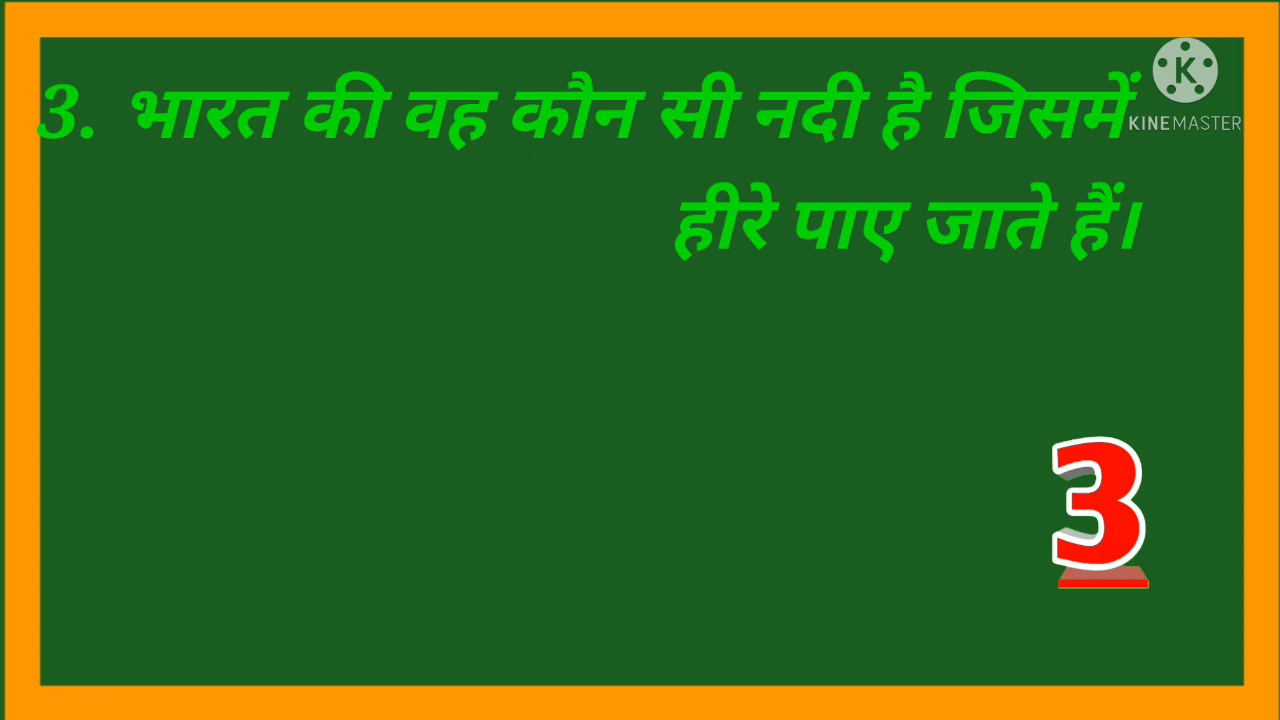 3. भारत की वह कौन सी नदी है जिसमें
हीरे पाए जाते हैं।
K
KINEMASTER
3